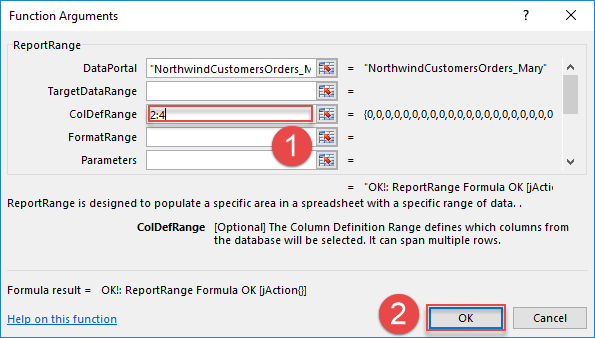 Function Arguments
ReportRange
DataPortal "NorthwindCustomersOrders_M = "NorthwindCustomersOrders_Mary"
TargetDataRange =
ColDefRange 2:4 = {0,0,0,0,0,0,0,0,0,0,0,0,0,0,0,0,0,0,0,0,0
1
FormatRange =
Parameters =
= "OK!: ReportRange Formula OK [jActio
ReportRange is designed to populate a specific area in a spreadsheet with a specific range of data. .
ColDefRange [Optional] The Column Definition Range defines which columns from
the database will be selected. It can span multiple rows.
Formula result = OK!: ReportRange Formula OK [jAction{}]
Help on this function
2
OK
Cancel